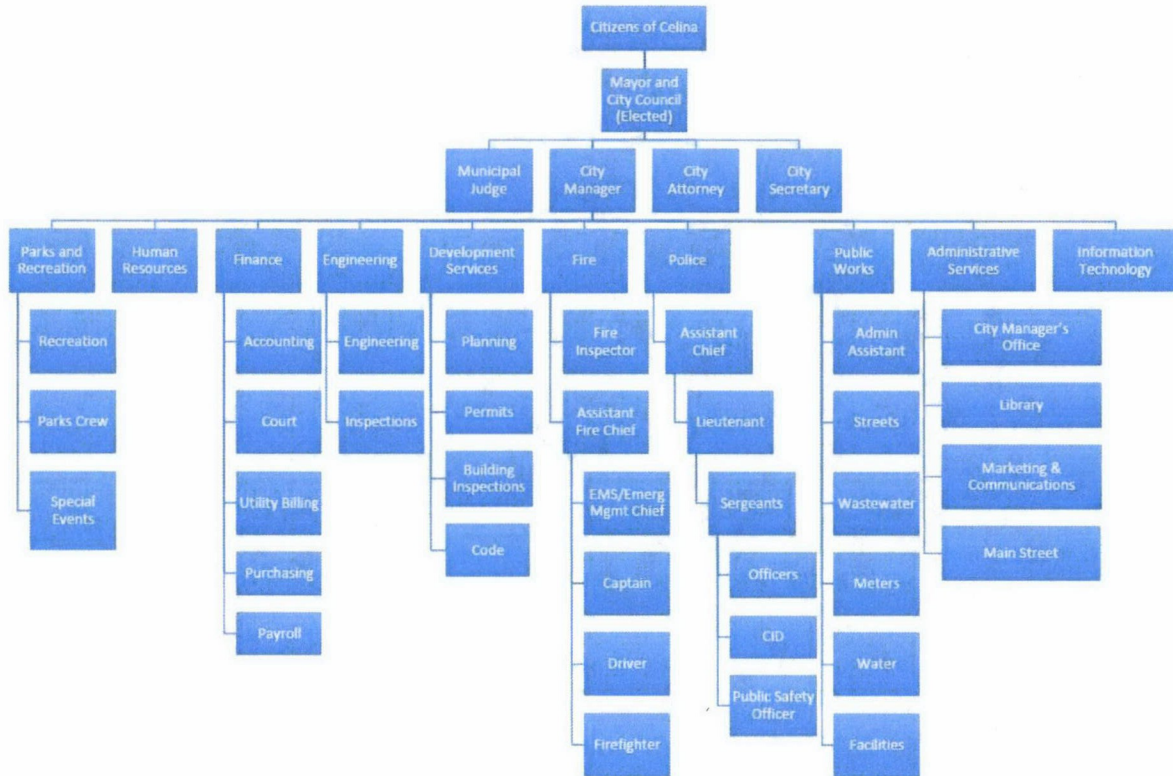 Citizens of Celina
Mayor and
City Council
(Elected)
Municipal
Judge
City
Manager
City
Attorney
City
Secretary
Parks and
Recreation
Human
Resources
Finance
Engineering
Development
Services
Fire
Police
Public
Works
Administrative
Services
Information
Technology
Recreation
Parks Crew
Special
Events
Accounting
Court
Utility Billing
Purchasing
Payroll
Engineering
Inspections
Planning
Permits
Building
Inspections
Code
Fire
Inspector
Assistant
Fire Chief
EMS/Emerg
Mgmt Chief
Captain
Driver
Firefighter
Assistant
Chief
Lieutenant
Sergeants
Officers
CID
Public Safety
Officer
Admin
Assistant
Streets
Wastewater
Meters
Water
Facilities
City Manager's
Office
Library
Marketing &
Communications
Main Street